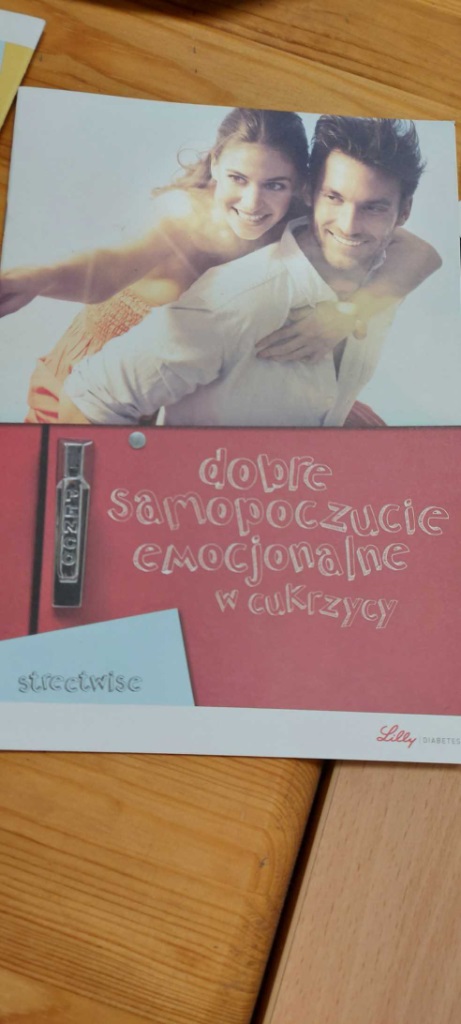 dobre
samopoczucie
emocjonalne
w cukrzycy
streetwise
Lilly | DIABETES